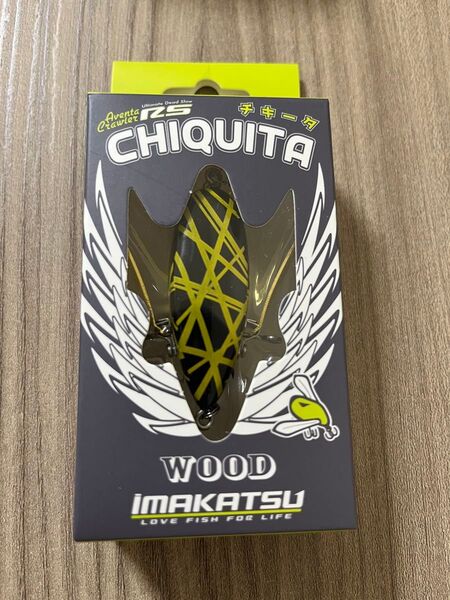 Aventa Crawler Ultimate Dead Slow RS
チキータ
CHIQUITA
WOOD
imakatsu
LOVE FISH FOR LIFE